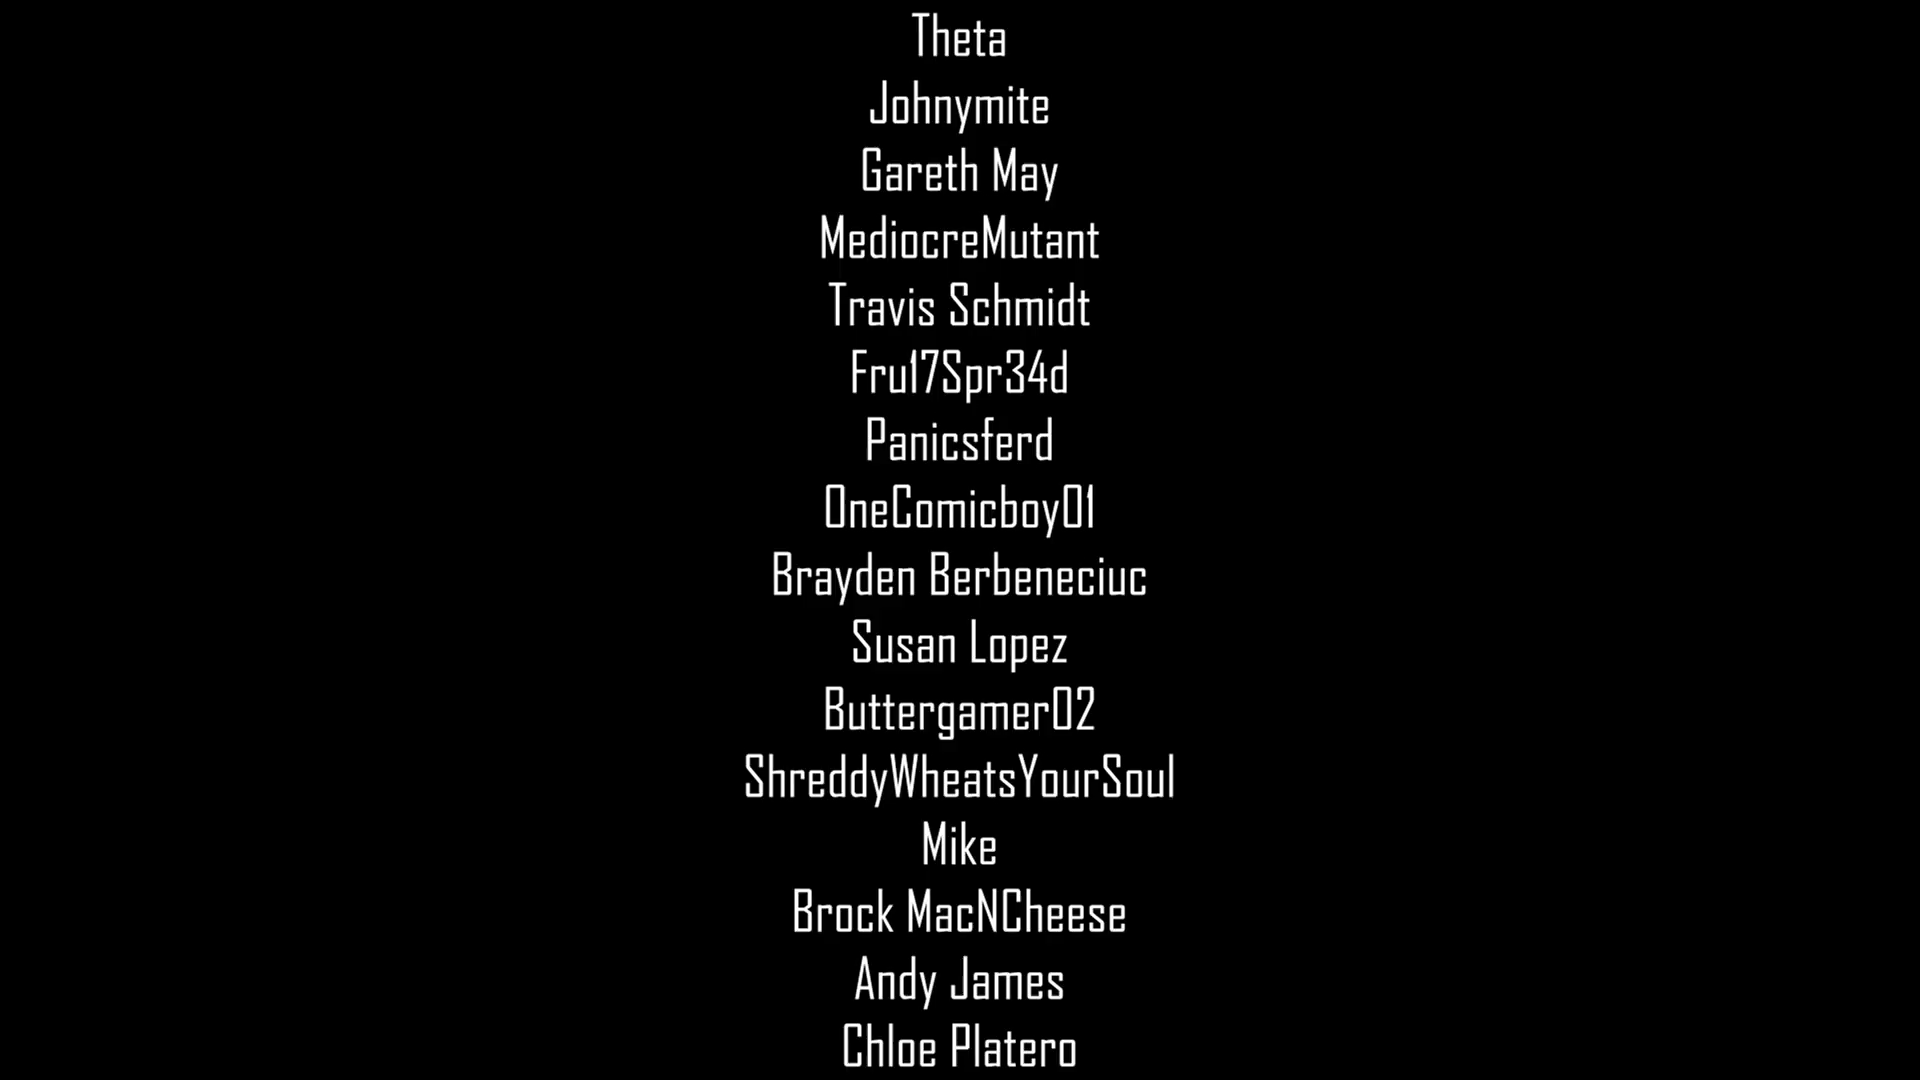 Theta
Johnymite
Gareth May
MediocreMutant
Travis Schmidt
Fru17Spr34d
Panicsferd
OneComicboy01
Brayden Berbeneciuc
Susan Lopez
Buttergamer02
ShreddyWheatsYourSoul
Mike
Brock MacNCheese
Andy James
Chloe Platero